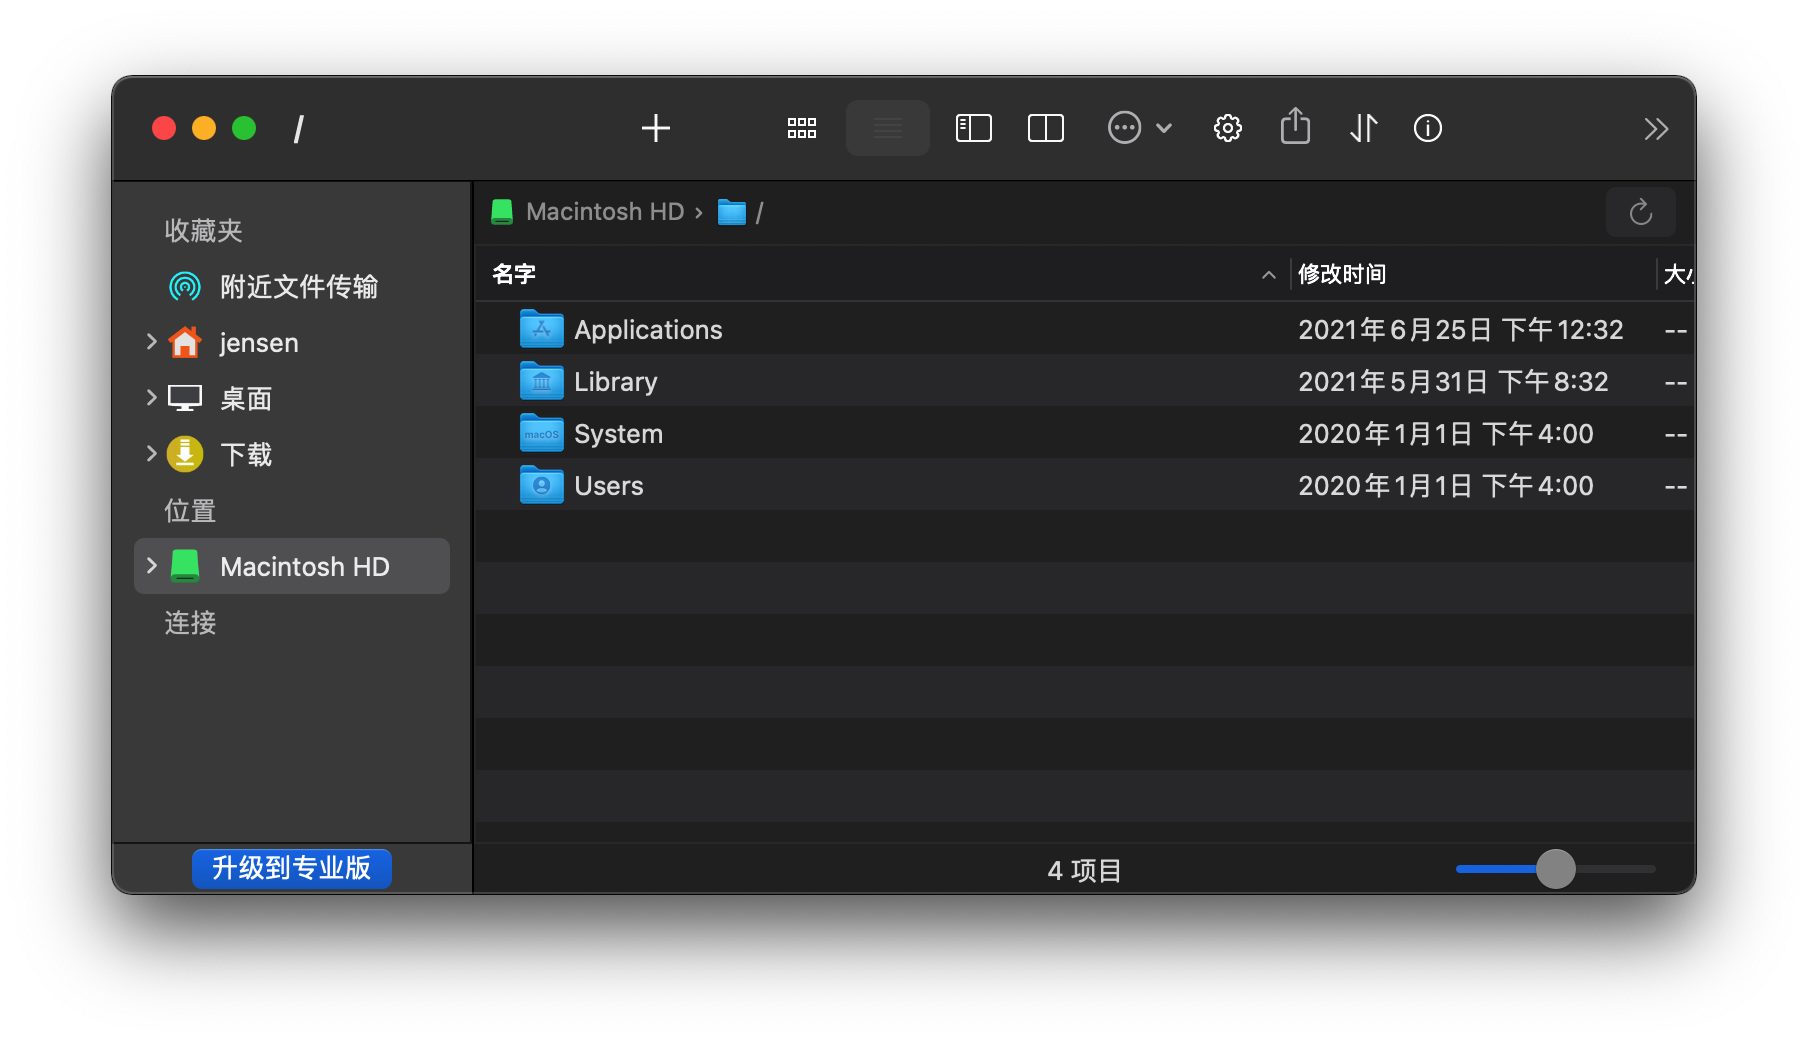 /
收藏夹
附近文件传输
jensen
桌面
下载
位置
Macintosh HD
连接
升级到专业版
Macintosh HD › /
名字 修改时间 大小
Applications 2021年6月25日 下午12:32 --
Library 2021年5月31日 下午8:32 --
macOS System 2020年1月1日 下午4:00 --
Users 2020年1月1日 下午4:00 --
4 项目